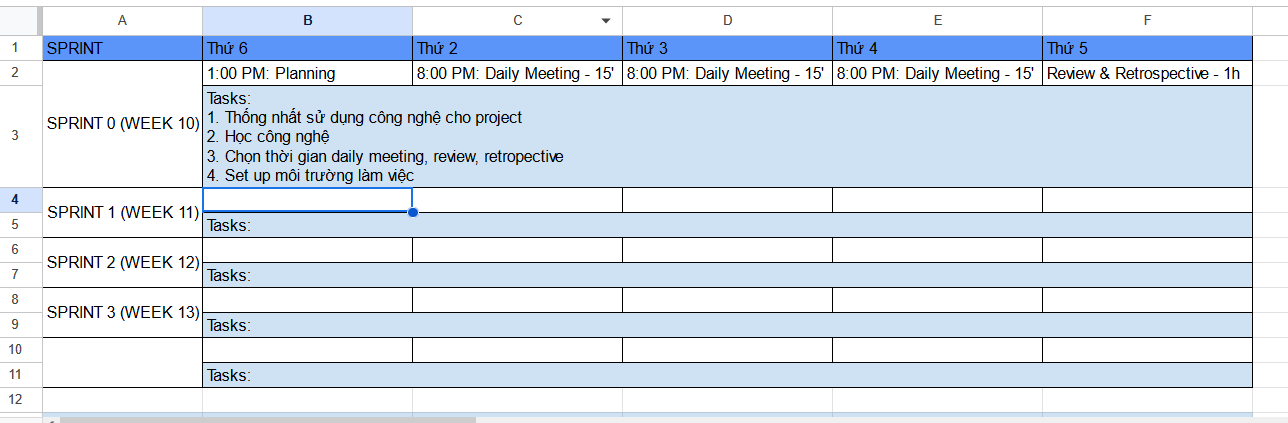 A B C D E F
1 SPRINT Thứ 6 Thứ 2 Thứ 3 Thứ 4 Thứ 5
2 1:00 PM: Planning 8:00 PM: Daily Meeting - 15' 8:00 PM: Daily Meeting - 15' 8:00 PM: Daily Meeting - 15' Review & Retrospective - 1h
SPRINT 0 (WEEK 10)
3 Tasks:
1. Thống nhất sử dụng công nghệ cho project
2. Học công nghệ
3. Chọn thời gian daily meeting, review, retropective
4. Set up môi trường làm việc
4
SPRINT 1 (WEEK 11)
5 Tasks:
6
SPRINT 2 (WEEK 12)
7 Tasks:
8
SPRINT 3 (WEEK 13)
9 Tasks:
10
11 Tasks:
12